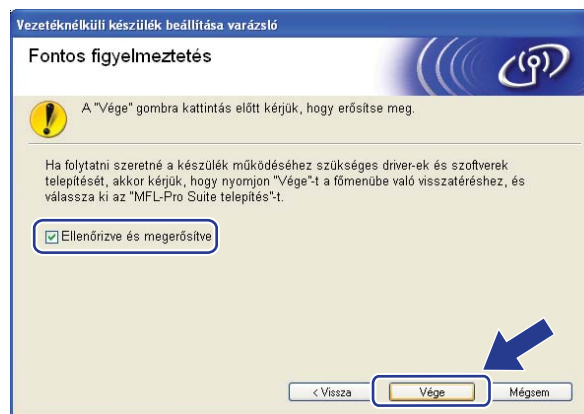 Vezetéknélküli készülék beállítása varázsló
Fontos figyelmeztetés
A "Vége" gombra kattintás előtt kérjük, hogy erősítse meg.
Ha folytatni szeretné a készülék működéséhez szükséges driver-ek és szoftverek
telepítését, akkor kérjük, hogy nyomjon "Vége"-t a főmenübe való visszatéréshez, és
válassza ki az "MFL-Pro Suite telepítés"-t.
Ellenőrizve és megerősítve
< Vissza
Vége
Mégsem